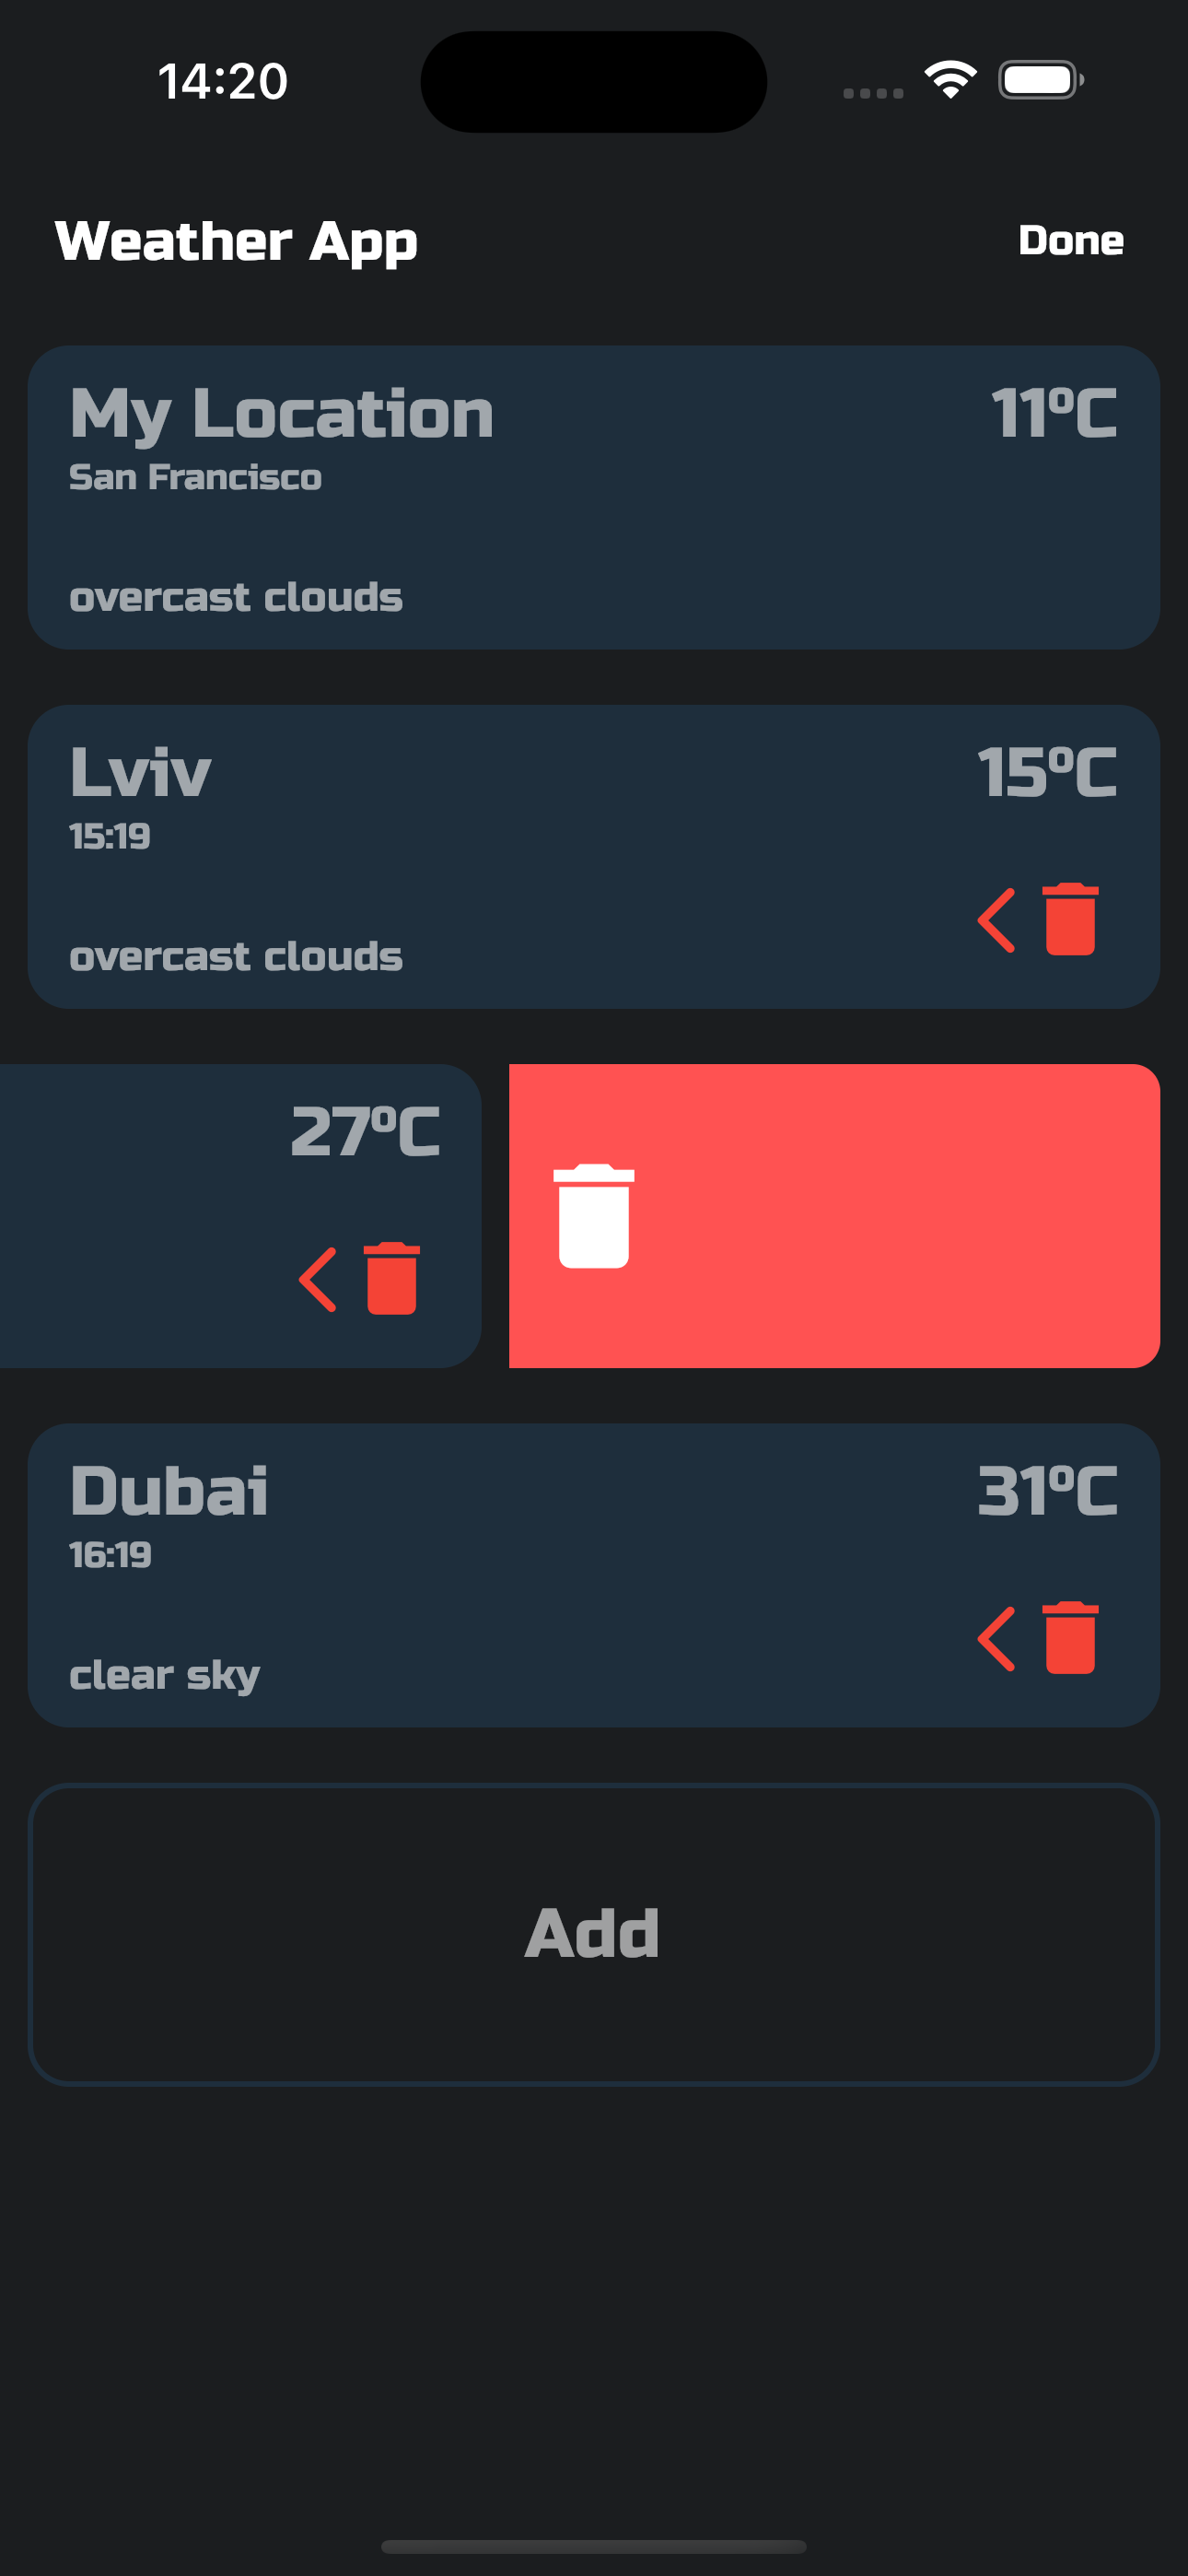 14:20
Weather App
Done
My Location
11°C
San Francisco
overcast clouds
Lviv
15°C
15:19
overcast clouds
27°C
Dubai
31°C
16:19
clear sky
Add